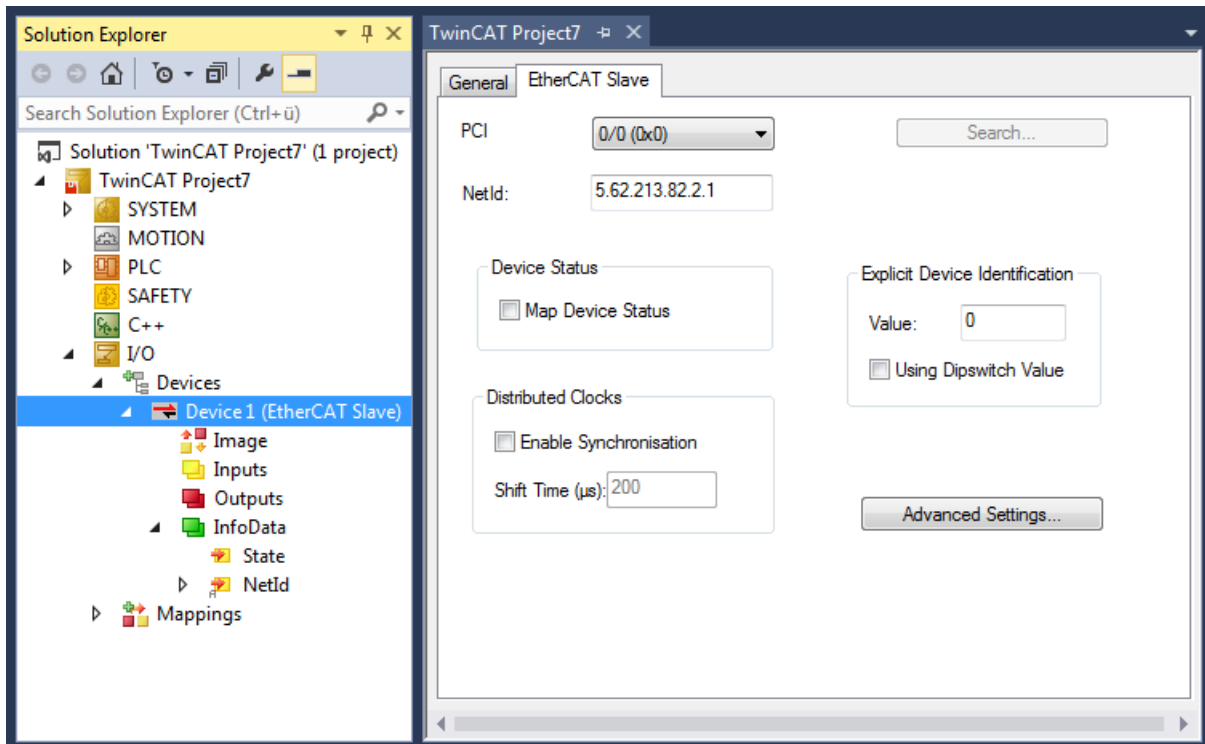 Solution Explorer
Search Solution Explorer (Ctrl+ü)
Solution 'TwinCAT Project7' (1 project)
TwinCAT Project7
SYSTEM
MOTION
PLC
SAFETY
C++
I/O
Devices
Device 1 (EtherCAT Slave)
Image
Inputs
Outputs
InfoData
State
NetId
Mappings
TwinCAT Project7
General EtherCAT Slave
PCI 0/0 (0x0) Search...
NetId: 5.62.213.82.2.1
Device Status
Map Device Status
Distributed Clocks
Enable Synchronisation
Shift Time (µs): 200
Explicit Device Identification
Value: 0
Using Dipswitch Value
Advanced Settings...